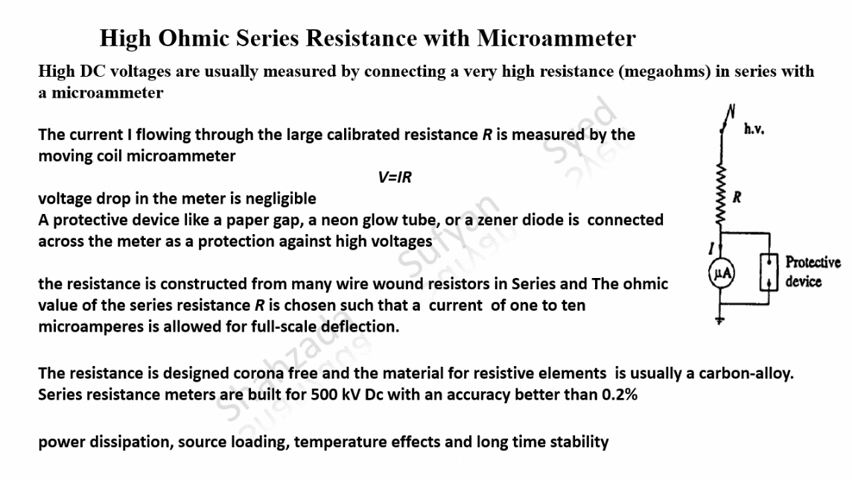 High Ohmic Series Resistance with Microammeter
High DC voltages are usually measured by connecting a very high resistance (megaohms) in series with
a microammeter
The current I flowing through the large calibrated resistance R is measured by the
moving coil microammeter
V=IR
voltage drop in the meter is negligible
A protective device like a paper gap, a neon glow tube, or a zener diode is connected
across the meter as a protection against high voltages
the resistance is constructed from many wire wound resistors in Series and The ohmic
value of the series resistance R is chosen such that a current of one to ten
microamperes is allowed for full-scale deflection.
The resistance is designed corona free and the material for resistive elements is usually a carbon-alloy.
Series resistance meters are built for 500 kV Dc with an accuracy better than 0.2%
power dissipation, source loading, temperature effects and long time stability
h.v.
R
I
μA
Protective
device
Syed
Sufyan
Shahzada